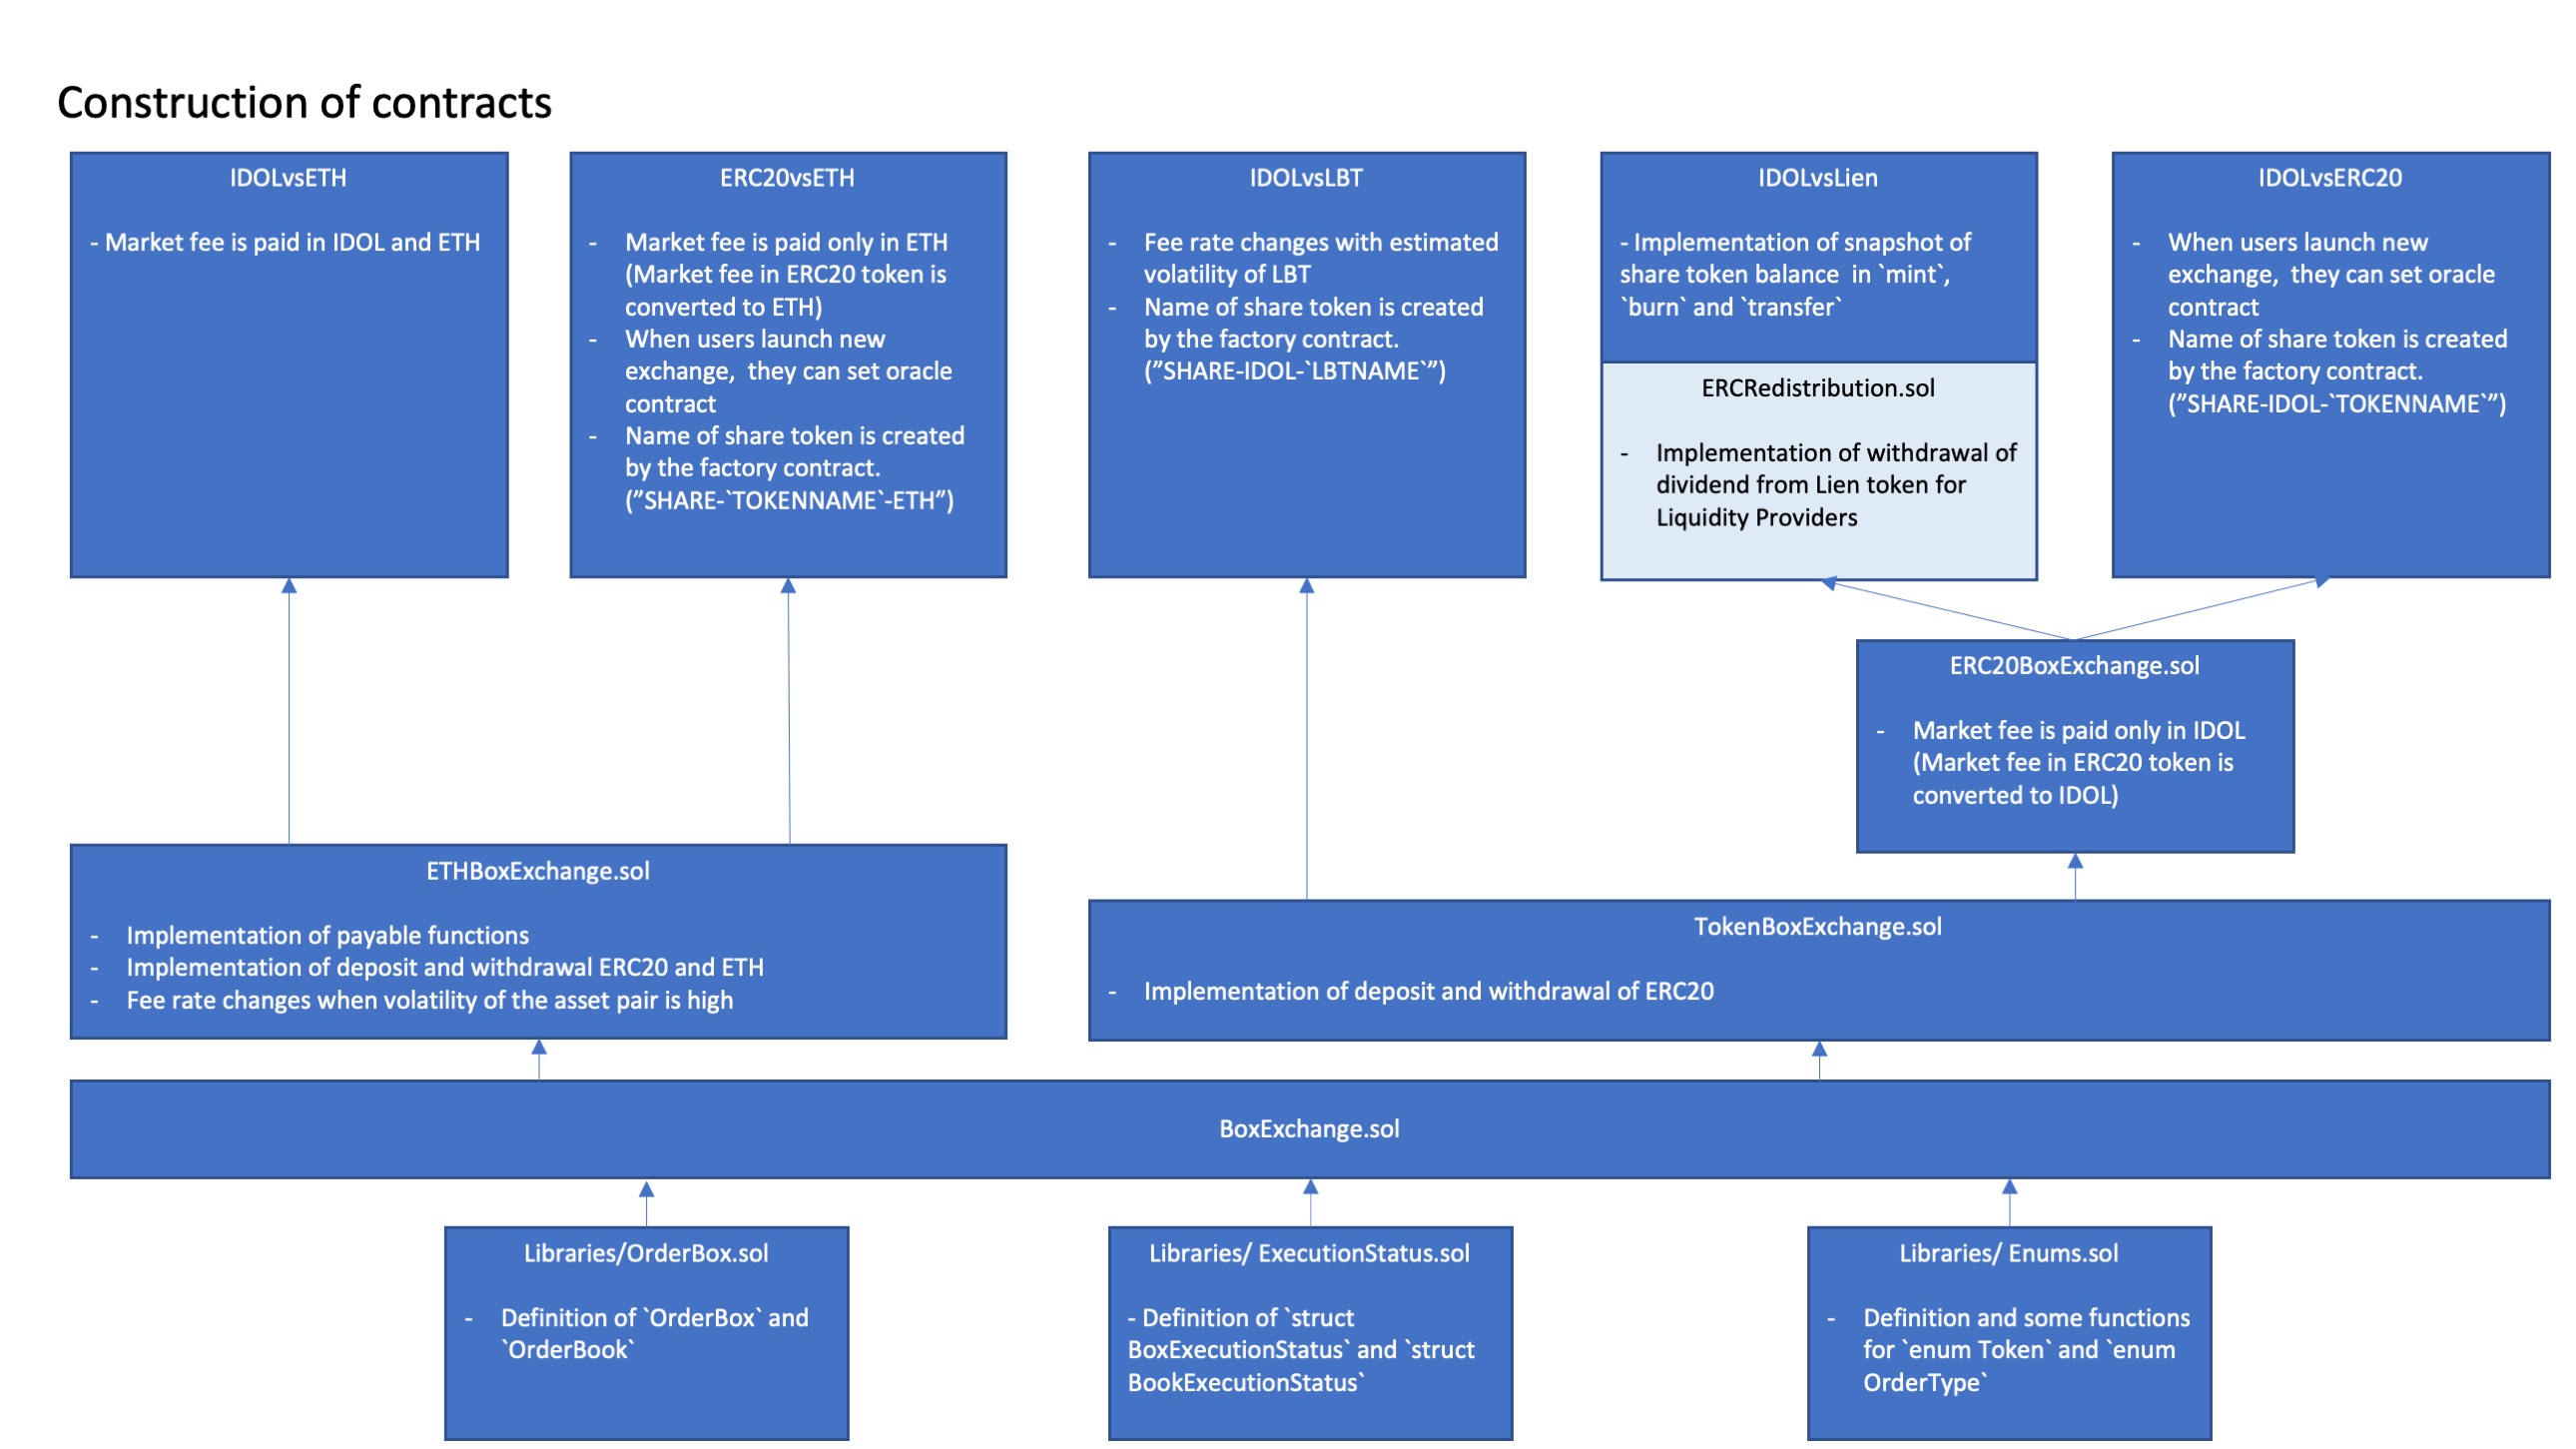 Construction of contracts
IDOLvsETH
- Market fee is paid in IDOL and ETH
ERC20vsETH
- Market fee is paid only in ETH
(Market fee in ERC20 token is
converted to ETH)
- When users launch new
exchange, they can set oracle
contract
- Name of share token is created
by the factory contract.
(”SHARE-`TOKENNAME`-ETH”)
IDOLvsLBT
- Fee rate changes with estimated
volatility of LBT
- Name of share token is created
by the factory contract.
(”SHARE-IDOL-`LBTNAME`”)
IDOLvsLien
- Implementation of snapshot of
share token balance in `mint`,
`burn` and `transfer`
ERCRedistribution.sol
- Implementation of withdrawal of
dividend from Lien token for
Liquidity Providers
IDOLvsERC20
- When users launch new
exchange, they can set oracle
contract
- Name of share token is created
by the factory contract.
(”SHARE-IDOL-`TOKENNAME`”)
ERC20BoxExchange.sol
- Market fee is paid only in IDOL
(Market fee in ERC20 token is
converted to IDOL)
ETHBoxExchange.sol
- Implementation of payable functions
- Implementation of deposit and withdrawal ERC20 and ETH
- Fee rate changes when volatility of the asset pair is high
TokenBoxExchange.sol
- Implementation of deposit and withdrawal of ERC20
BoxExchange.sol
Libraries/OrderBox.sol
- Definition of `OrderBox` and
`OrderBook`
Libraries/ ExecutionStatus.sol
- Definition of `struct
BoxExecutionStatus` and `struct
BookExecutionStatus`
Libraries/ Enums.sol
- Definition and some functions
for `enum Token` and `enum
OrderType`